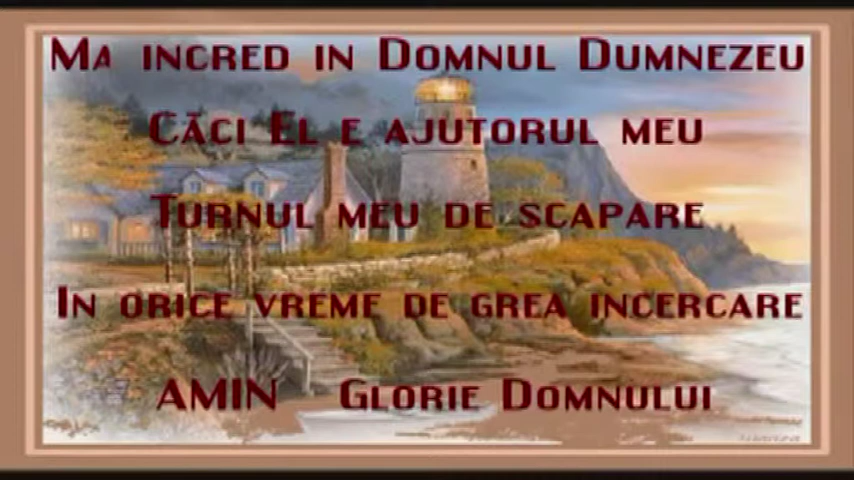 Ma incred in Domnul Dumnezeu
Căci El e ajutorul meu
Turnul meu de scapare
In orice vreme de grea incercare
AMIN Glorie Domnului